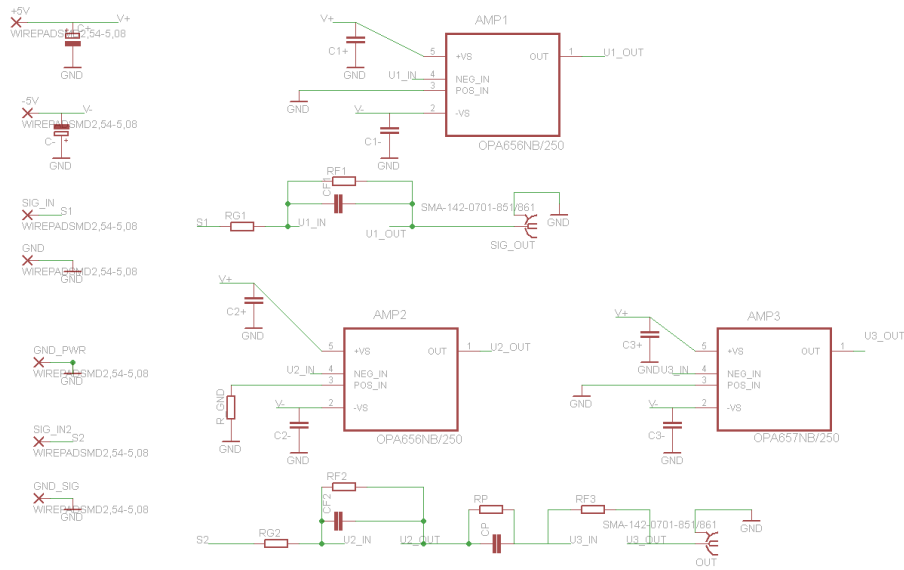 +5V
V+
WIREPADSMD2,54-5,08
C+
GND
-5V
V-
WIREPADSMD2,54-5,08
C-
+
GND
SIG_IN
S1
WIREPADSMD2,54-5,08
GND
WIREPADSMD2,54-5,08
GND
GND_PWR
WIREPADSMD2,54-5,08
GND
SIG_IN2
S2
WIREPADSMD2,54-5,08
GND_SIG
WIREPADSMD2,54-5,08
GND
AMP1
V+
C1+
GND
5
+VS
OUT
1
U1_OUT
U1_IN
4
NEG_IN
3
POS_IN
GND
V-
2
-VS
C1-
GND
OPA656NB/250
RF1
CF1
S1
RG1
U1_IN
U1_OUT
SMA-142-0701-851/861
GND
SIG_OUT
V+
C2+
GND
AMP2
5
+VS
OUT
1
U2_OUT
U2_IN
4
NEG_IN
3
POS_IN
R_GND
GND
V-
2
-VS
C2-
GND
OPA656NB/250
V+
C3+
GND
AMP3
5
+VS
OUT
1
U3_OUT
U3_IN
4
NEG_IN
3
POS_IN
GND
V-
2
-VS
C3-
GND
OPA657NB/250
RF2
CF2
S2
RG2
U2_IN
U2_OUT
RP
CP
RF3
U3_IN
U3_OUT
SMA-142-0701-851/861
GND
OUT